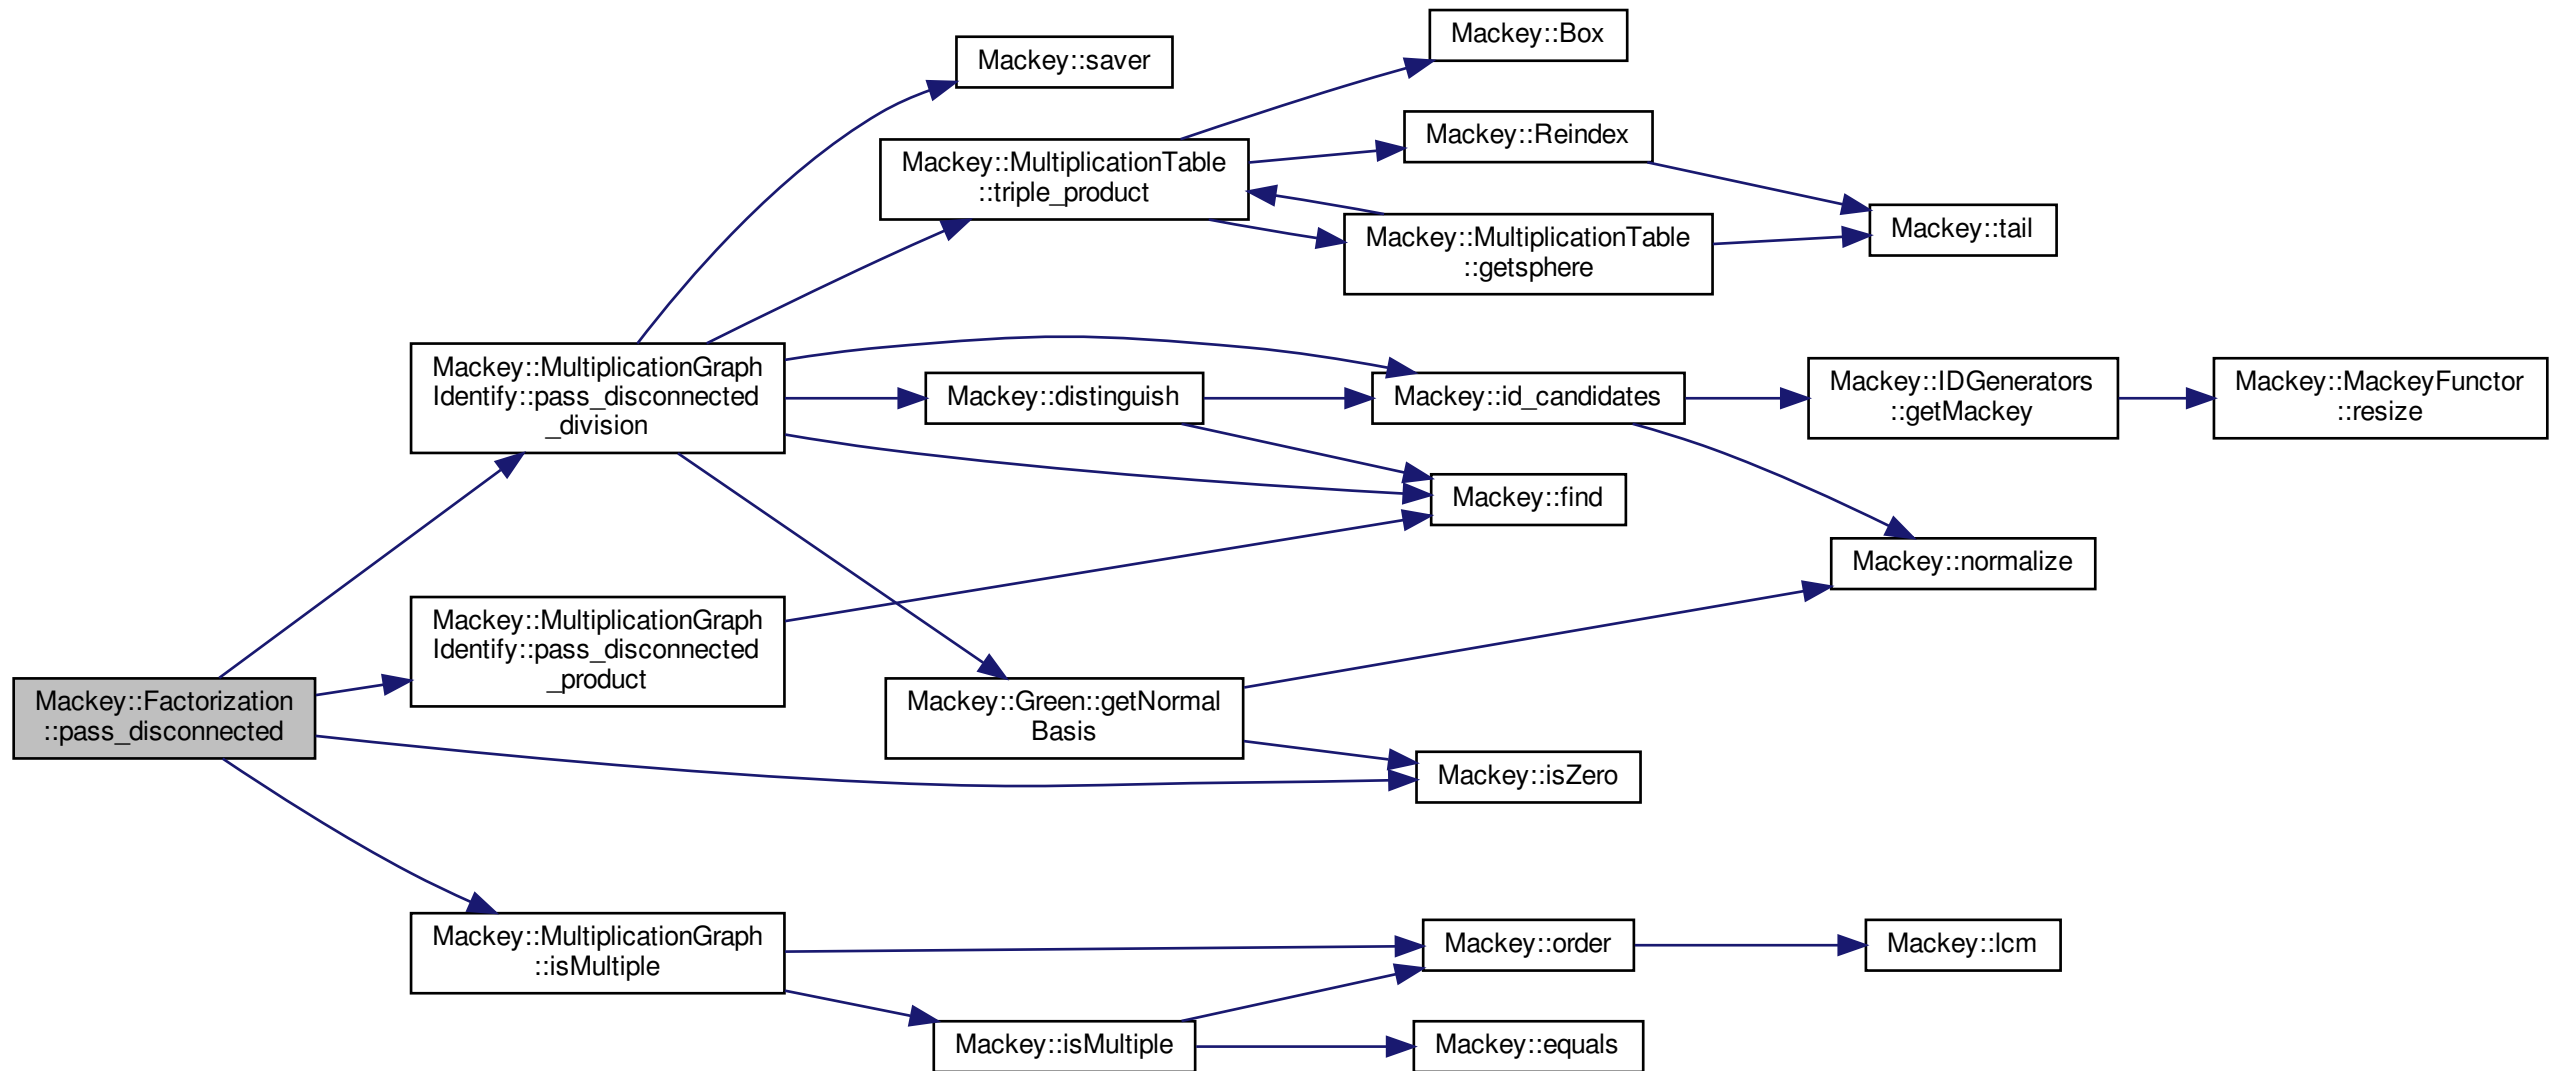 Mackey::Factorization
::pass_disconnected
Mackey::MultiplicationGraph
Identify::pass_disconnected
_division
Mackey::MultiplicationGraph
Identify::pass_disconnected
_product
Mackey::MultiplicationGraph
::isMultiple
Mackey::saver
Mackey::MultiplicationTable
::triple_product
Mackey::distinguish
Mackey::Green::getNormal
Basis
Mackey::isMultiple
Mackey::Box
Mackey::Reindex
Mackey::MultiplicationTable
::getsphere
Mackey::id_candidates
Mackey::find
Mackey::isZero
Mackey::order
Mackey::equals
Mackey::tail
Mackey::IDGenerators
::getMackey
Mackey::normalize
Mackey::lcm
Mackey::MackeyFunctor
::resize